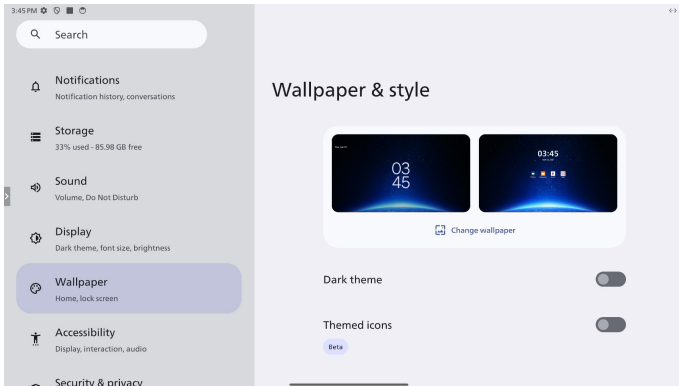 3:45 PM
Search
Notifications
Notification history, conversations
Storage
33% used - 85.98 GB free
Sound
Volume, Do Not Disturb
Display
Dark theme, font size, brightness
Wallpaper
Home, lock screen
Accessibility
Display, interaction, audio
Security & privacy
Wallpaper & style
03
45
03:45
Change wallpaper
Dark theme
Themed icons
Beta